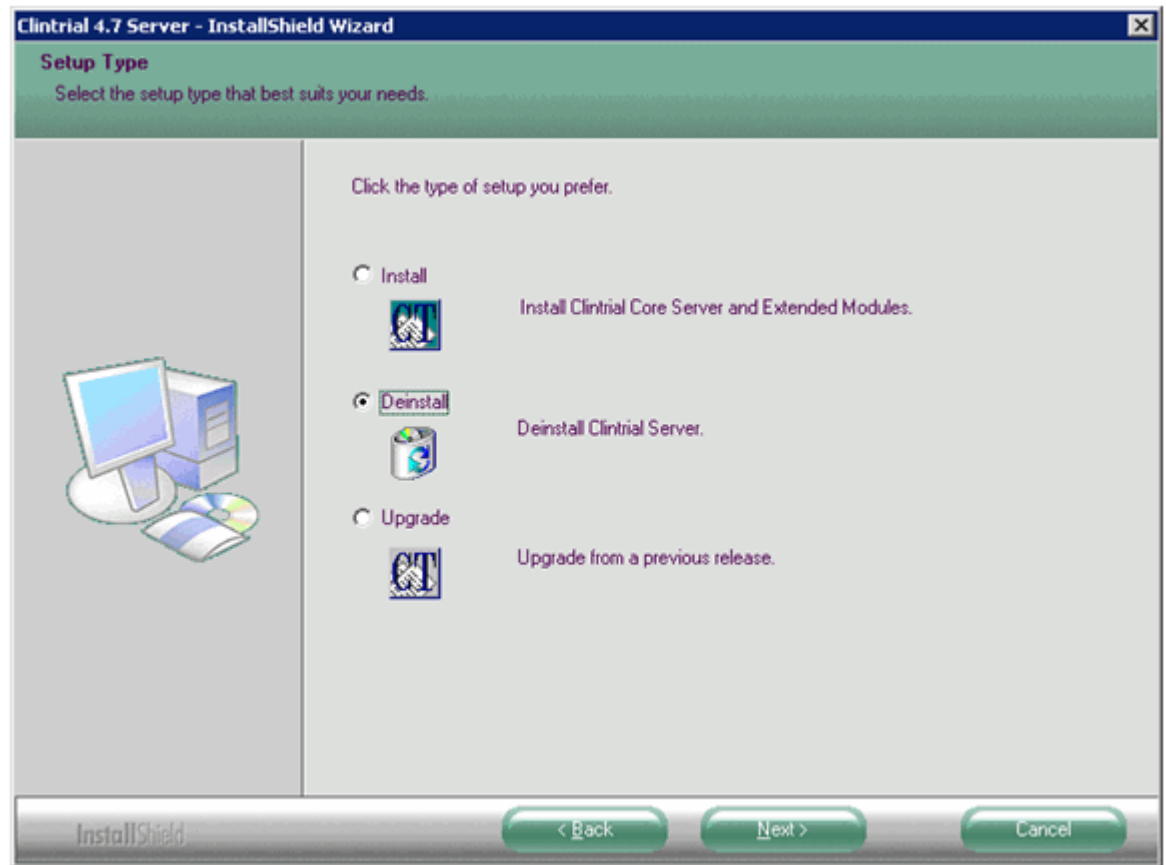 Clintrial 4.7 Server - InstallShield Wizard
Setup Type
Select the setup type that best suits your needs.
Click the type of setup you prefer.
Install
CT
Install Clintrial Core Server and Extended Modules.
Deinstall
Deinstall Clintrial Server.
Upgrade
CT
Upgrade from a previous release.
InstallShield
< Back
Next >
Cancel